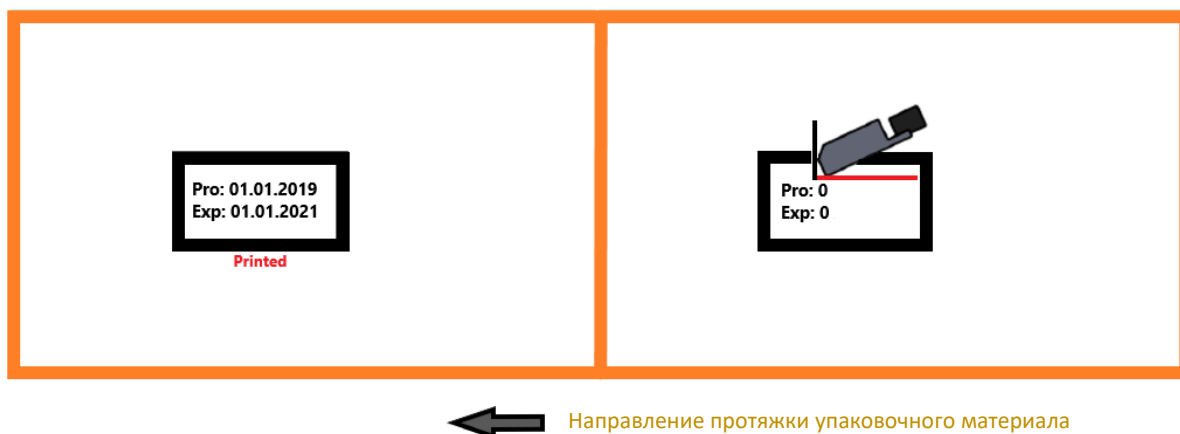 Pro: 01.01.2019
Exp: 01.01.2021
Printed
Pro: 0
Exp: 0
Направление протяжки упаковочного материала